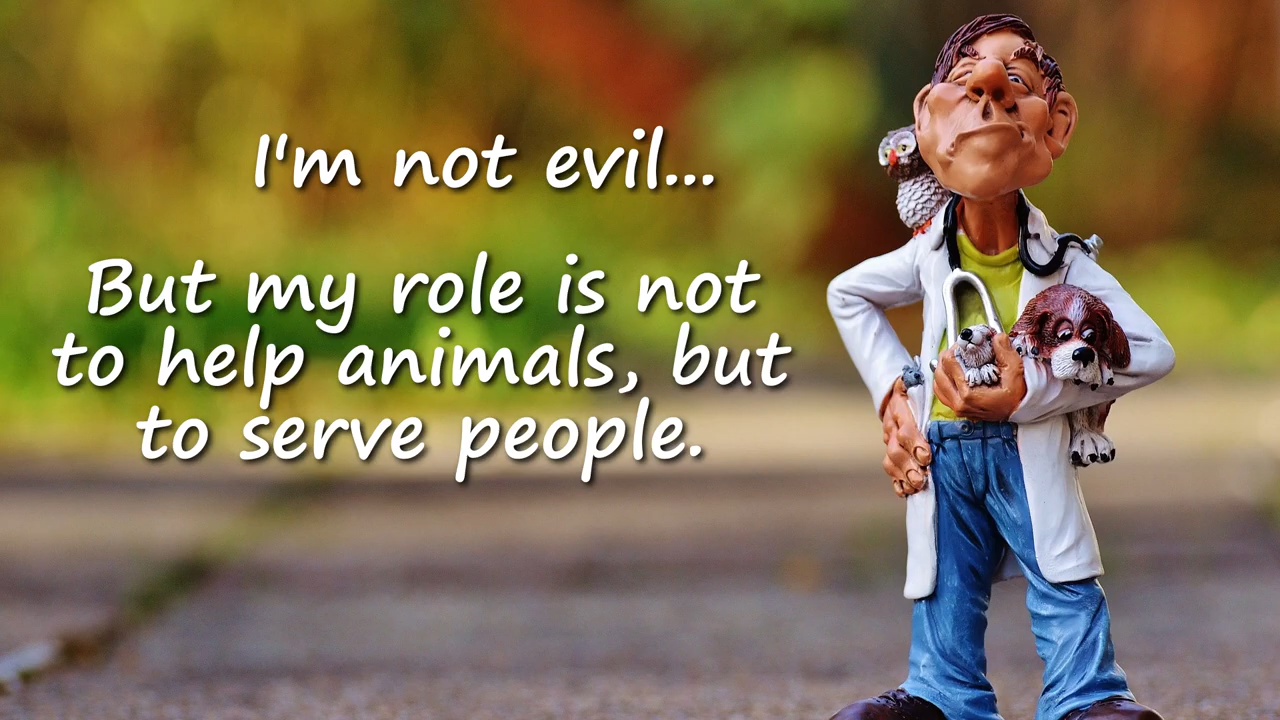 I'm not evil...
But my role is not
to help animals, but
to serve people.